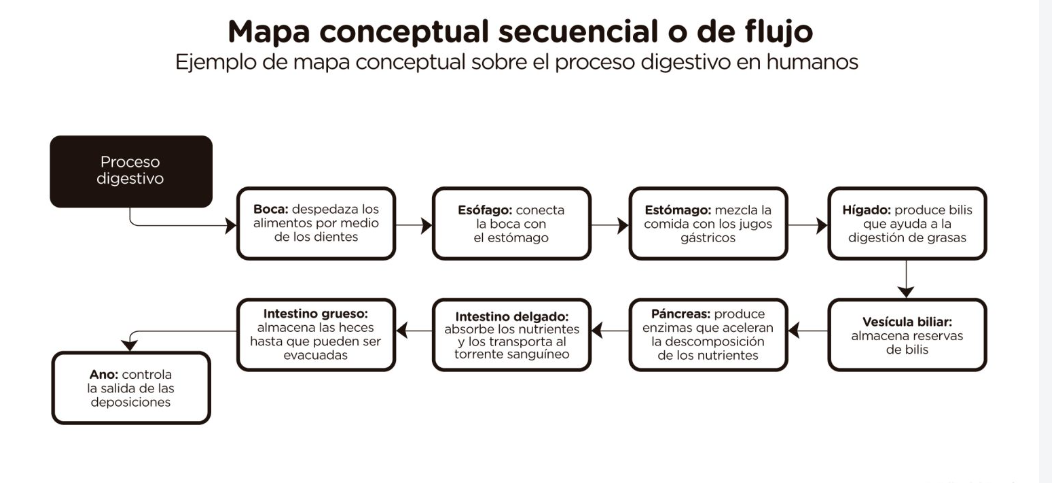 Mapa conceptual secuencial o de flujo
Ejemplo de mapa conceptual sobre el proceso digestivo en humanos
Proceso
digestivo
Boca: despedaza los
alimentos por medio
de los dientes
Esófago: conecta
la boca con
el estómago
Estómago: mezcla la
comida con los jugos
gástricos
Hígado: produce bilis
que ayuda a la
digestión de grasas
Vesícula biliar:
almacena reservas
de bilis
Páncreas: produce
enzimas que aceleran
la descomposición
de los nutrientes
Intestino delgado:
absorbe los nutrientes
y los transporta al
torrente sanguíneo
Intestino grueso:
almacena las heces
hasta que pueden ser
evacuadas
Ano: controla
la salida de las
deposiciones